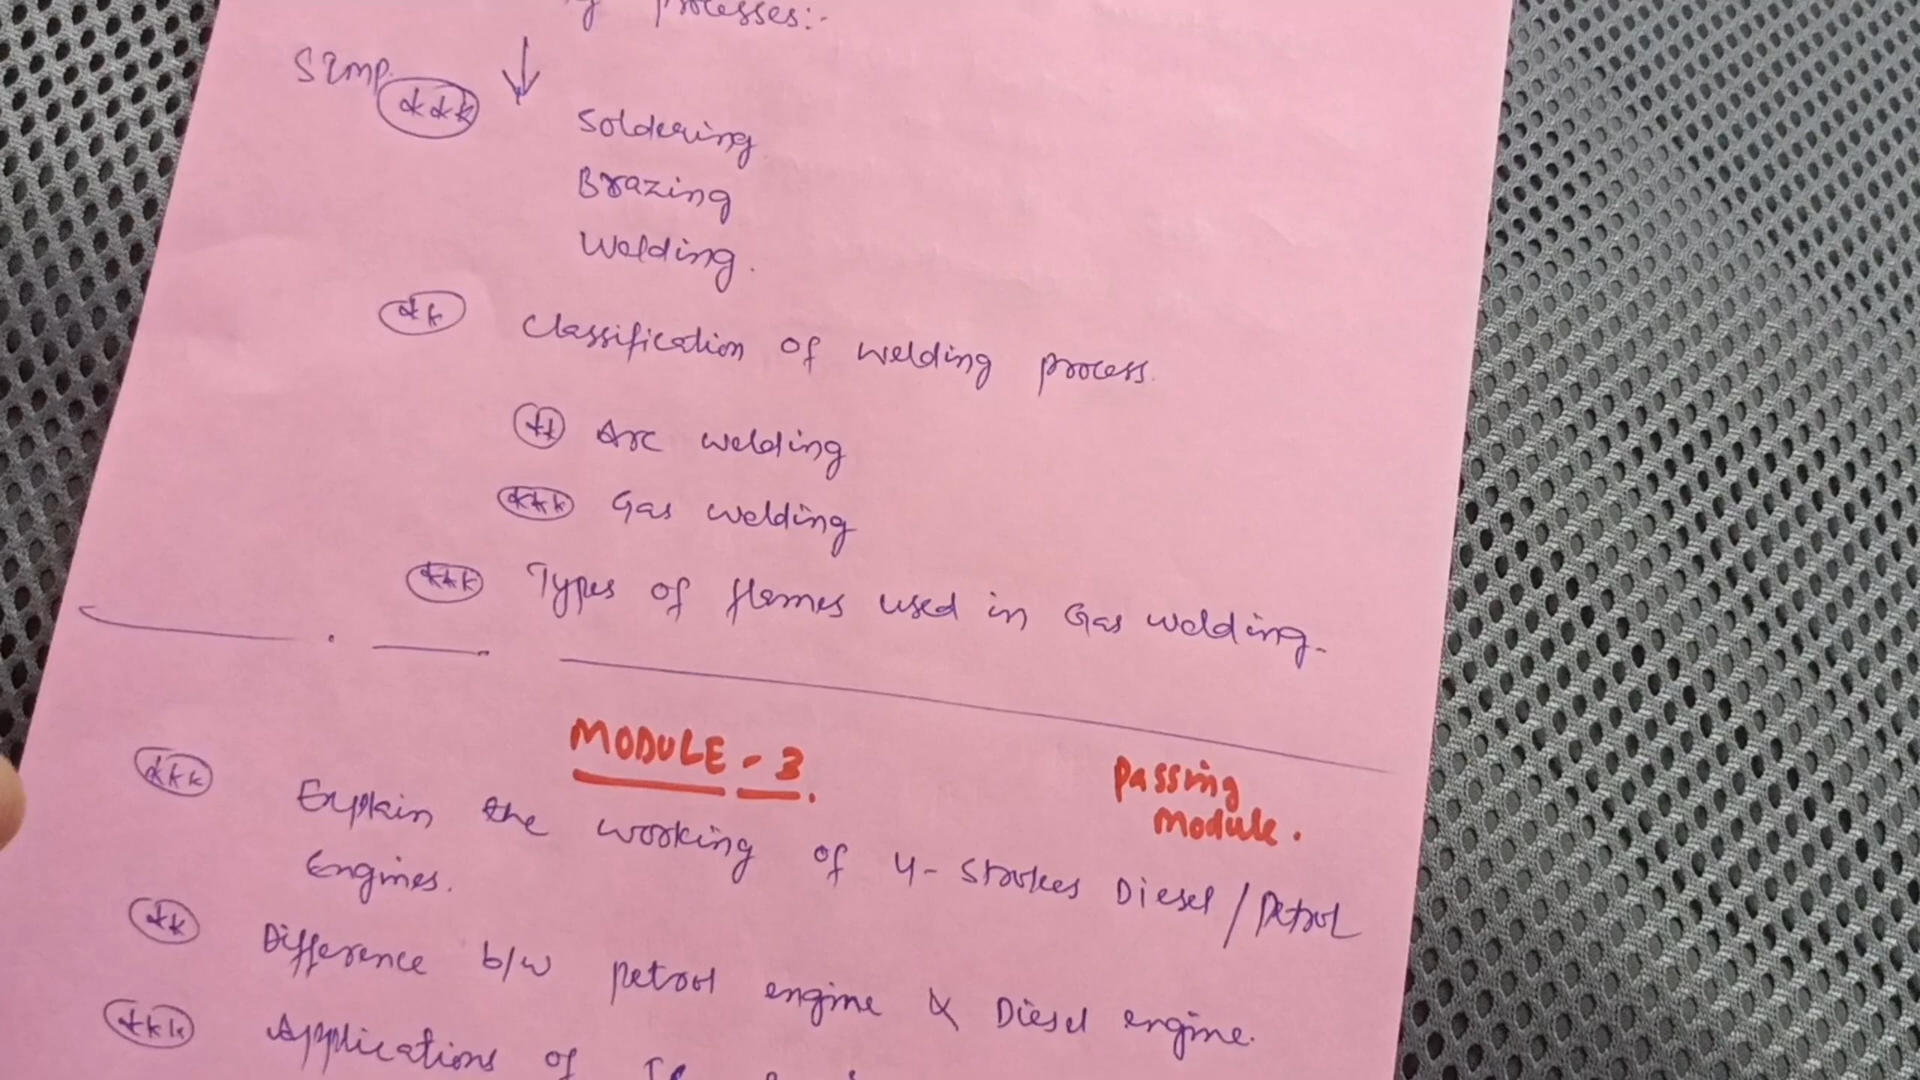 Processes:-
SImp.
*** Soldering
Brazing
Welding.
** Classification of welding process.
** Arc welding
*** Gas welding
*** Types of flames used in Gas welding.
MODULE - 3.
Passing
Module.
*** Explain the working of 4- Strokes Diesel / Petrol
Engines.
** Difference b/w petrol engine & Diesel engine.
*** Applications of